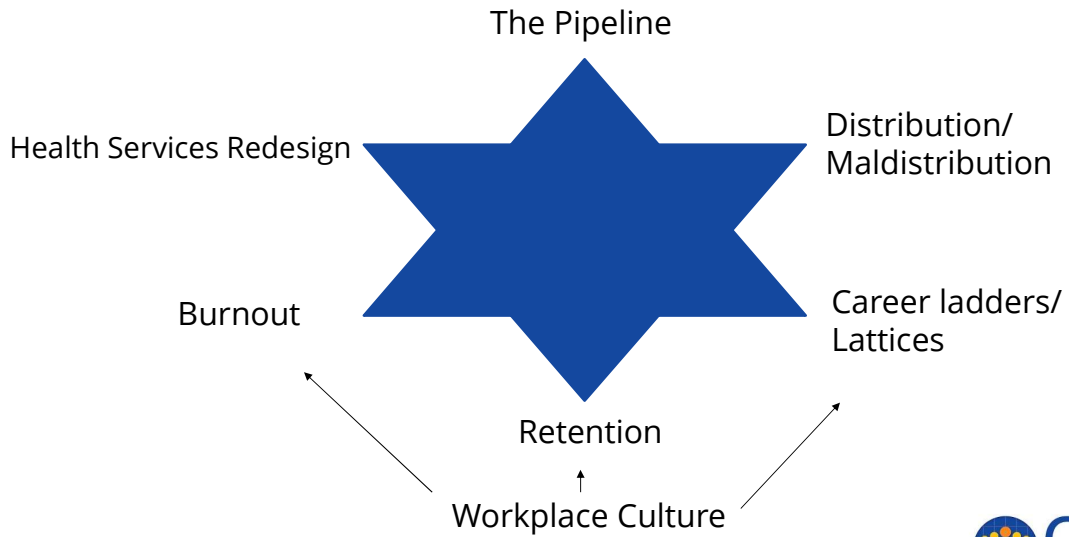 The Pipeline
Health Services Redesign
Distribution/
Maldistribution
Burnout
Career ladders/
Lattices
Retention
Workplace Culture